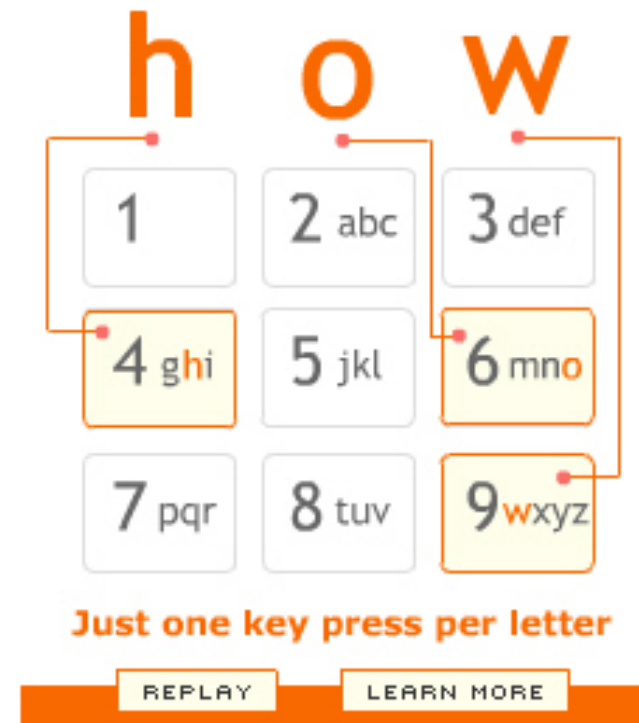 how
1 2 abc 3 def
4 ghi 5 jkl 6 mno
7 pqr 8 tuv 9 wxyz
Just one key press per letter
REPLAY LEARN MORE